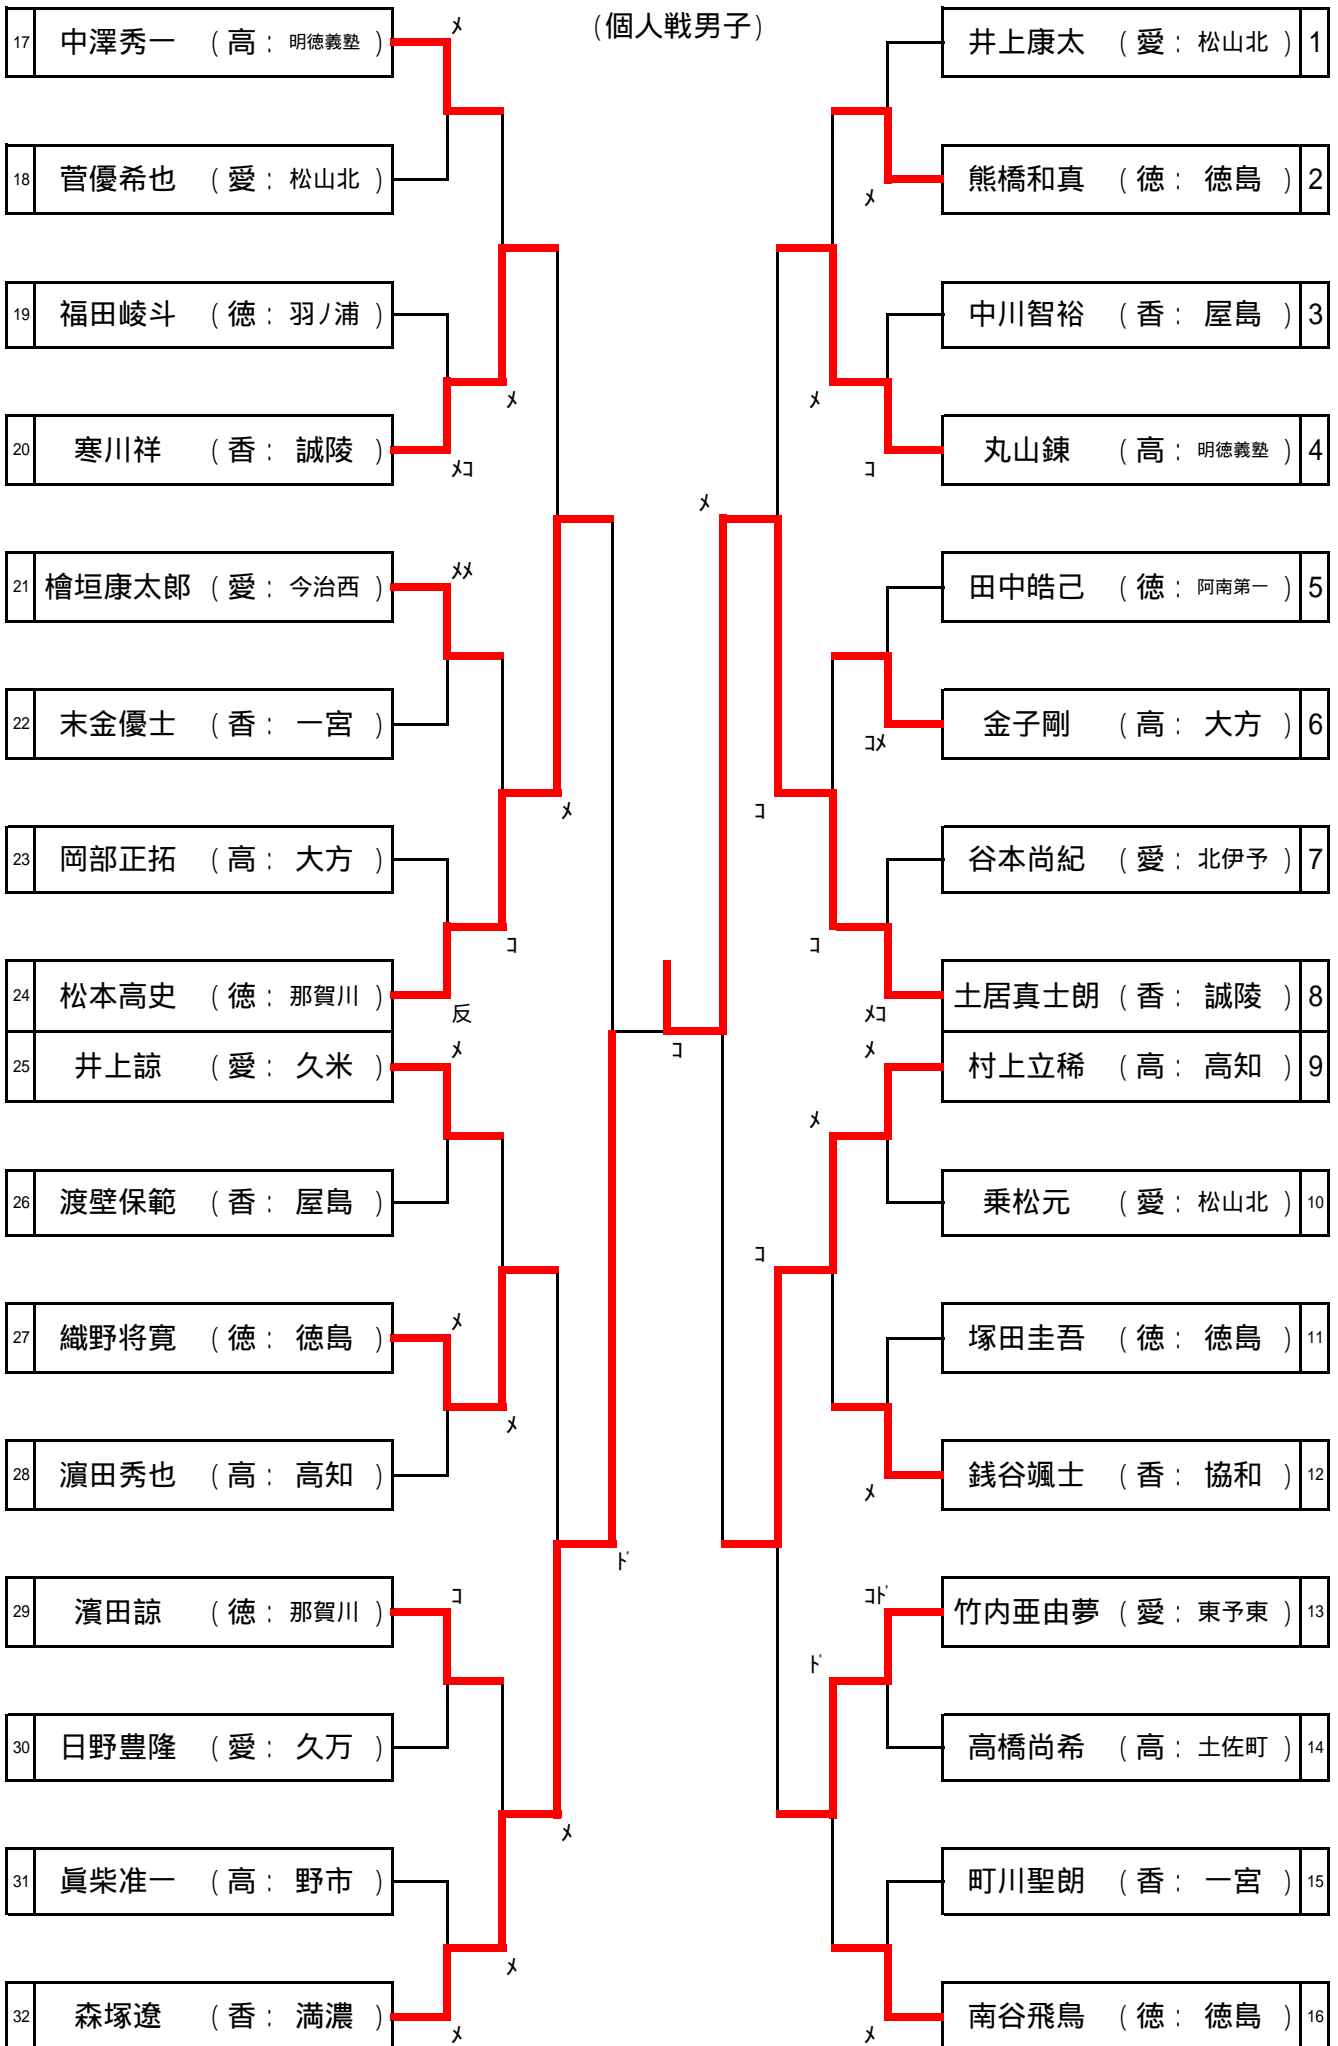 (個人戦男子)
メ
17 中澤秀一 (高: 明徳義塾)
井上康太 (愛: 松山北) 1
18 菅優希也 (愛: 松山北)
熊橋和真 (徳: 徳島) 2
メ
19 福田崚斗 (徳: 羽ノ浦)
中川智裕 (香: 屋島) 3
メ
メ
20 寒川祥 (香: 誠陵)
丸山錬 (高: 明徳義塾) 4
メコ
コ
メ
メメ
21 檜垣康太郎 (愛: 今治西)
田中皓己 (徳: 阿南第一) 5
22 末金優士 (香: 一宮)
金子剛 (高: 大方) 6
コメ
メ
コ
23 岡部正拓 (高: 大方)
谷本尚紀 (愛: 北伊予) 7
コ
コ
24 松本高史 (徳: 那賀川)
土居真士朗 (香: 誠陵) 8
反
メコ
メ
コ
メ
25 井上諒 (愛: 久米)
村上立稀 (高: 高知) 9
メ
26 渡壁保範 (香: 屋島)
乗松元 (愛: 松山北) 10
コ
メ
27 織野将寛 (徳: 徳島)
塚田圭吾 (徳: 徳島) 11
メ
28 濵田秀也 (高: 高知)
銭谷颯士 (香: 協和) 12
メ
ド
コ
コド
29 濱田諒 (徳: 那賀川)
竹内亜由夢 (愛: 東予東) 13
ド
30 日野豊隆 (愛: 久万)
高橋尚希 (高: 土佐町) 14
メ
31 眞柴准一 (高: 野市)
町川聖朗 (香: 一宮) 15
メ
32 森塚遼 (香: 満濃)
南谷飛鳥 (徳: 徳島) 16
メ
メ